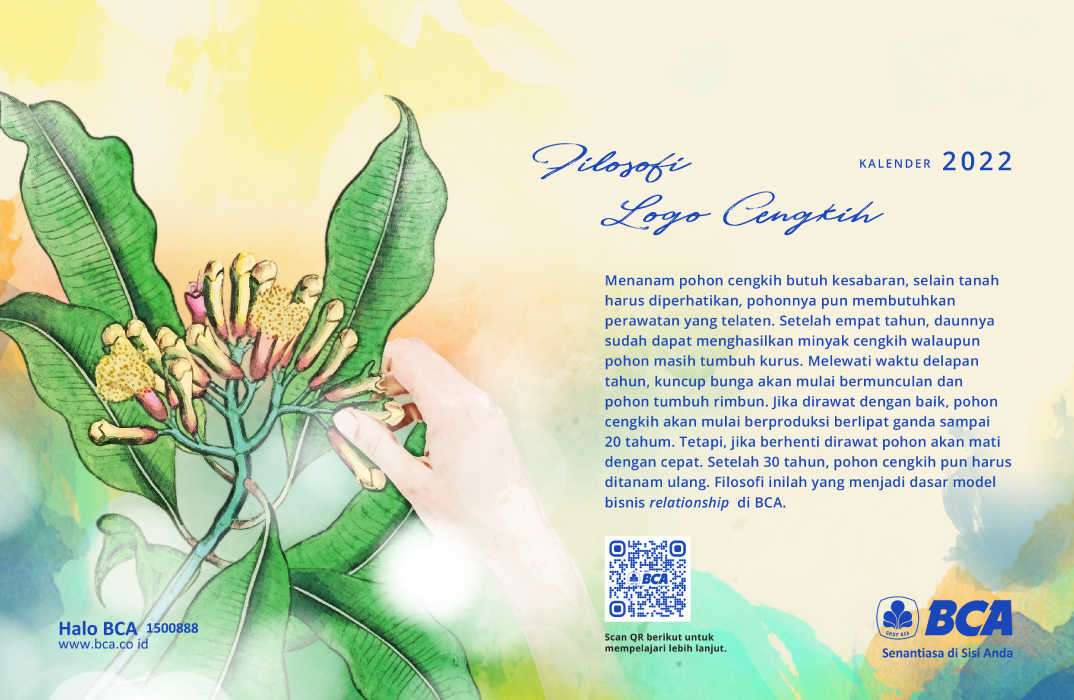 Filosofi
Logo Cengkih
KALENDER 2022
Menanam pohon cengkih butuh kesabaran, selain tanah
harus diperhatikan, pohonnya pun membutuhkan
perawatan yang telaten. Setelah empat tahun, daunnya
sudah dapat menghasilkan minyak cengkih walaupun
pohon masih tumbuh kurus. Melewati waktu delapan
tahun, kuncup bunga akan mulai bermunculan dan
pohon tumbuh rimbun. Jika dirawat dengan baik, pohon
cengkih akan mulai berproduksi berlipat ganda sampai
20 tahum. Tetapi, jika berhenti dirawat pohon akan mati
dengan cepat. Setelah 30 tahun, pohon cengkih pun harus
ditanam ulang. Filosofi inilah yang menjadi dasar model
bisnis relationship di BCA.
BCA
Scan QR berikut untuk
mempelajari lebih lanjut.
Halo BCA 1500888
www.bca.co id
GRUP BCA
BCA
Senantiasa di Sisi Anda